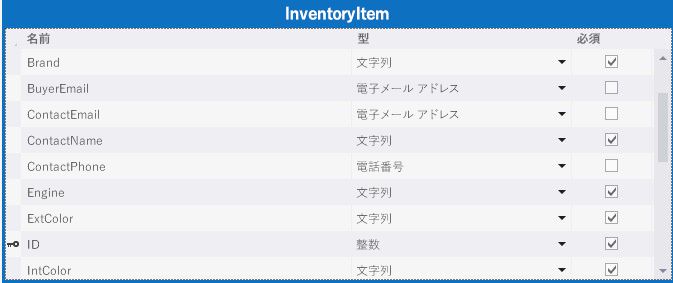 InventoryItem
名前 型 必須
Brand 文字列
BuyerEmail 電子メール アドレス
ContactEmail 電子メール アドレス
ContactName 文字列
ContactPhone 電話番号
Engine 文字列
ExtColor 文字列
ID 整数
IntColor 文字列